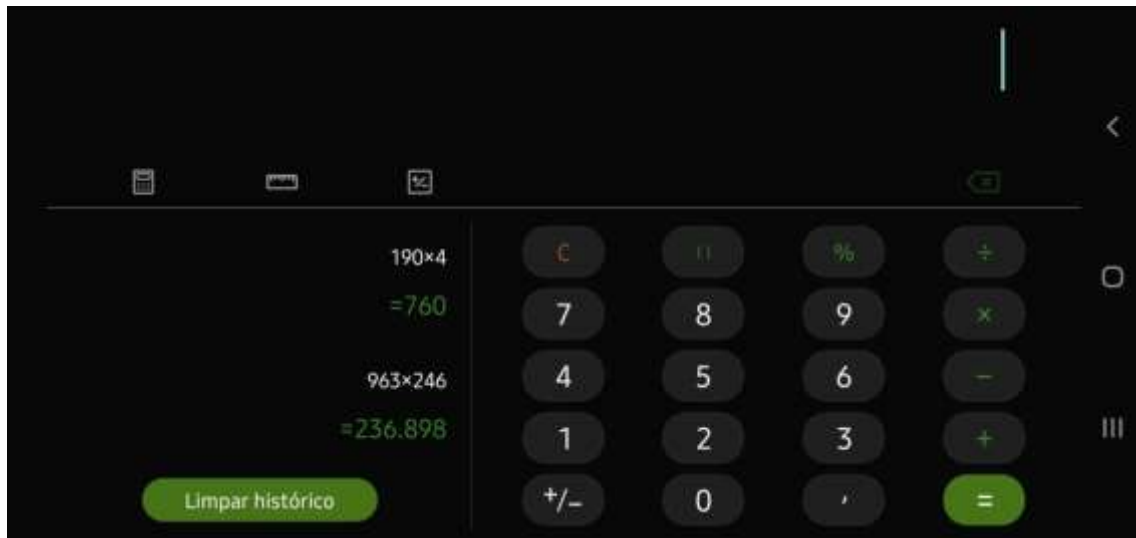 190×4
=760
963×246
=236.898
Limpar histórico
C () % ÷
7 8 9 ×
4 5 6 −
1 2 3 +
+/− 0 , =